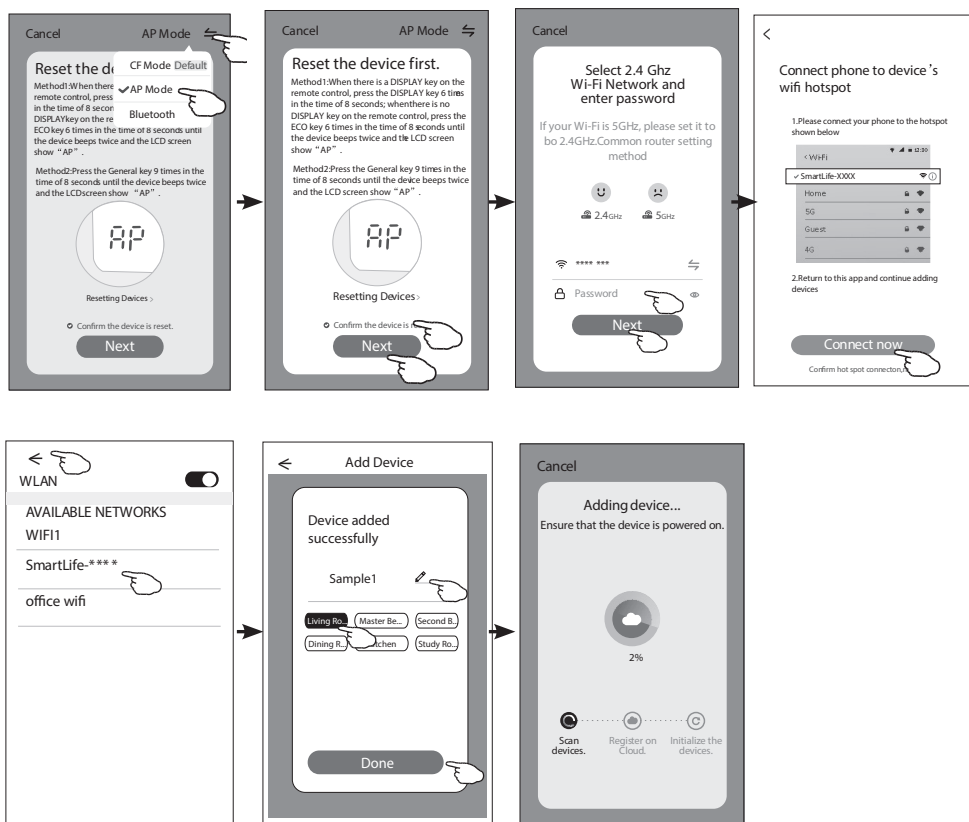 Cancel
AP Mode
Reset the de
CF Mode Default
AP Mode
Bluetooth
Method1:When there
remote control, press
in the time of 8 secon
DISPLAYkey on the re
ECO key 6 times in the time of 8 seconds until
the device beeps twice and the LCD screen
show “AP”.
Method2:Press the General key 9 times in the
time of 8 seconds until the device beeps twice
and the LCD screen show “AP”.
AP
Resetting Devices >
Confirm the device is reset.
Next
Cancel
AP Mode
Reset the device first.
Method1:When there is a DISPLAY key on the
remote control, press the DISPLAY key 6 times
in the time of 8 seconds; whenthere is no
DISPLAY key on the remote control, press the
ECO key 6 times in the time of 8 seconds until
the device beeps twice and the LCD screen
show “AP”.
Method2:Press the General key 9 times in the
time of 8 seconds until the device beeps twice
and the LCD screen show “AP”.
AP
Resetting Devices >
Confirm the device is re
Next
Cancel
Select 2.4 Ghz
Wi-Fi Network and
enter password
If your Wi-Fi is 5GHz, please set it to
bo 2.4GHz.Common router setting
method
2.4GHz
5GHz
**** ***
Password
Next
<
Connect phone to device’s
wifi hotspot
1.Please connect your phone to the hotspot
shown below
12:30
< Wi-Fi
SmartLife-XXXX
Home
5G
Guest
4G
2.Return to this app and continue adding
devices
Connect now
Confirm hot spot connecton,
WLAN
AVAILABLE NETWORKS
WIFI1
SmartLife-****
office wifi
Add Device
Device added
successfully
Sample1
Living Ro...
Master Be...
Second B...
Dining R...
itchen
Study Ro...
Done
Cancel
Adding device...
Ensure that the device is powered on.
2%
Scan
devices.
Register on
Cloud.
Initialize the
devices.